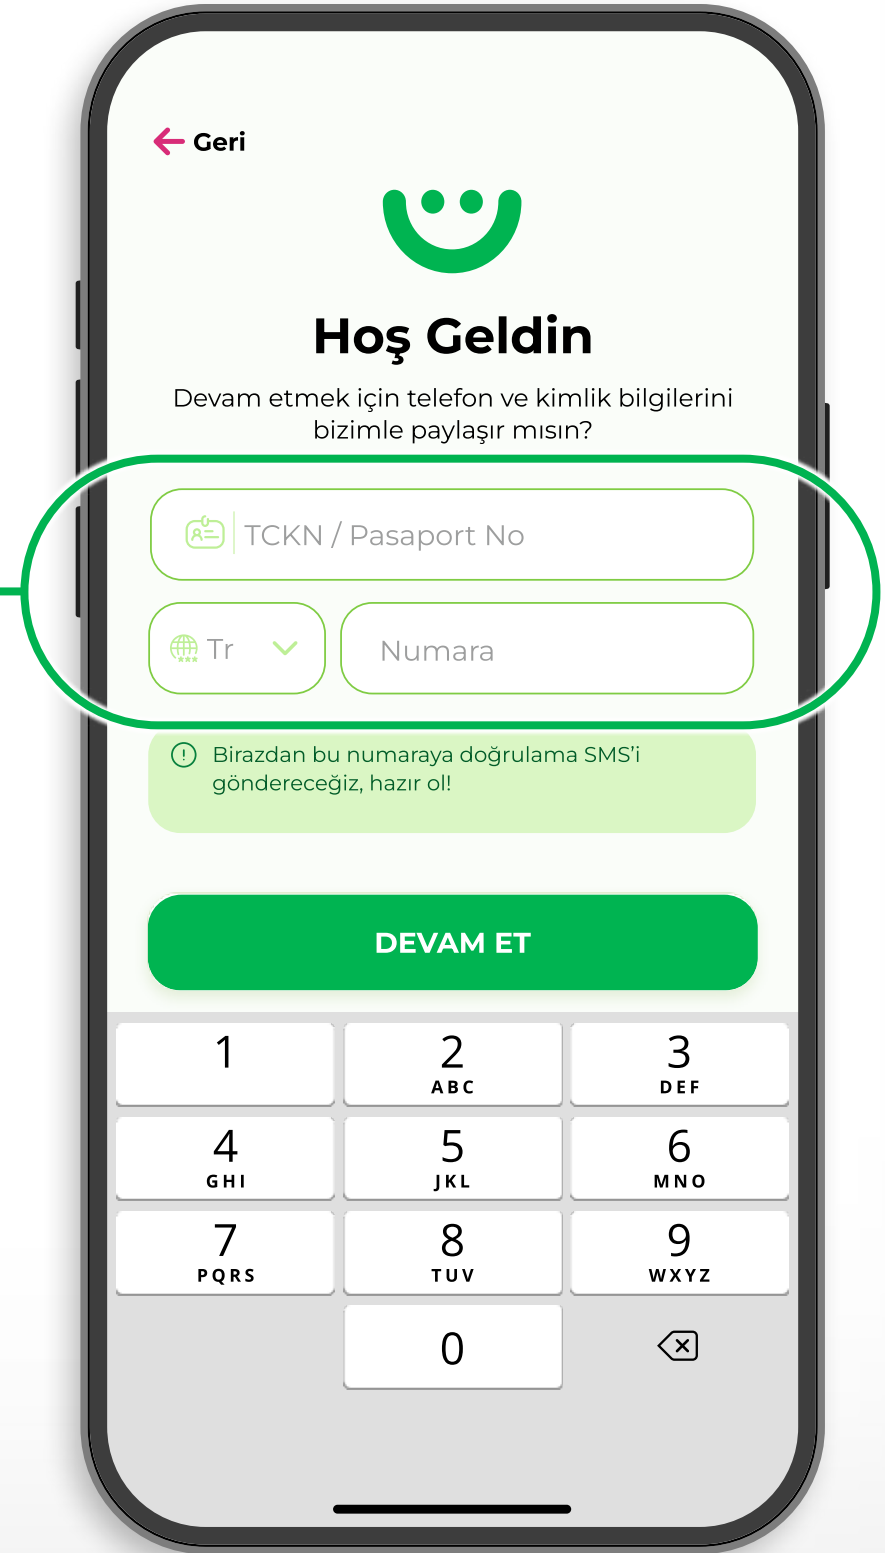 Geri
Hoş Geldin
Devam etmek için telefon ve kimlik bilgilerini
bizimle paylaşır mısın?
TCKN / Pasaport No
Tr
Numara
Birazdan bu numaraya doğrulama SMS’i
göndereceğiz, hazır ol!
DEVAM ET
1 2 3
ABC DEF
4 5 6
GHI JKL MNO
7 8 9
PQRS TUV WXYZ
0